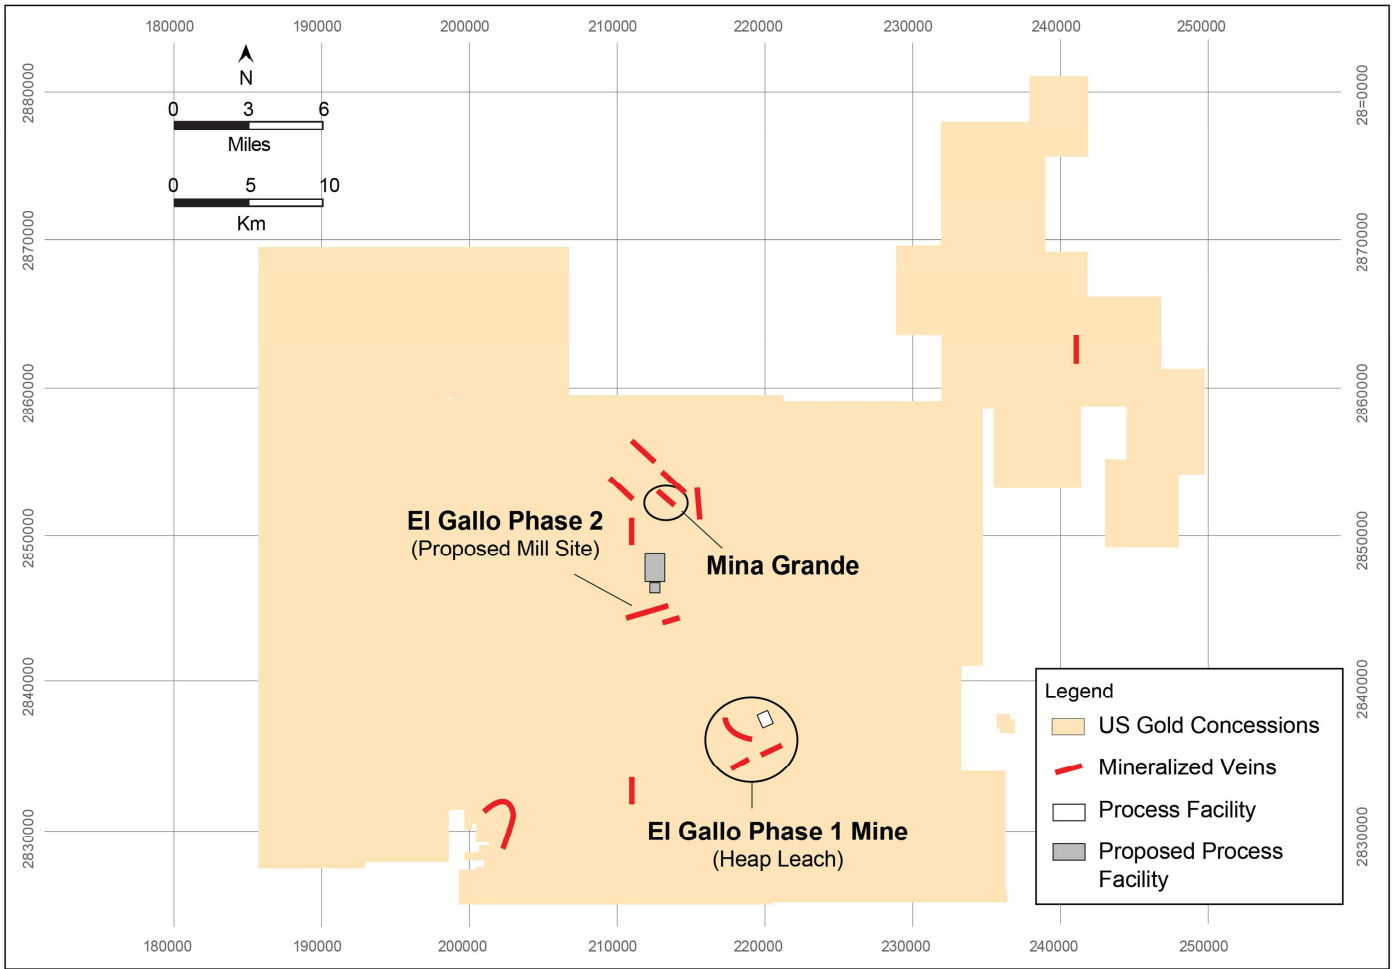 180000 190000 200000 210000 220000 230000 240000 250000
N
0 3 6
Miles
0 5 10
Km
2880000 28=0000
2870000 2870000
2860000 2860000
El Gallo Phase 2
(Proposed Mill Site)
2850000 2850000
Mina Grande
2840000 2840000
Legend
US Gold Concessions
Mineralized Veins
Process Facility
Proposed Process
Facility
2830000 2830000
El Gallo Phase 1 Mine
(Heap Leach)
180000 190000 200000 210000 220000 230000 240000 250000